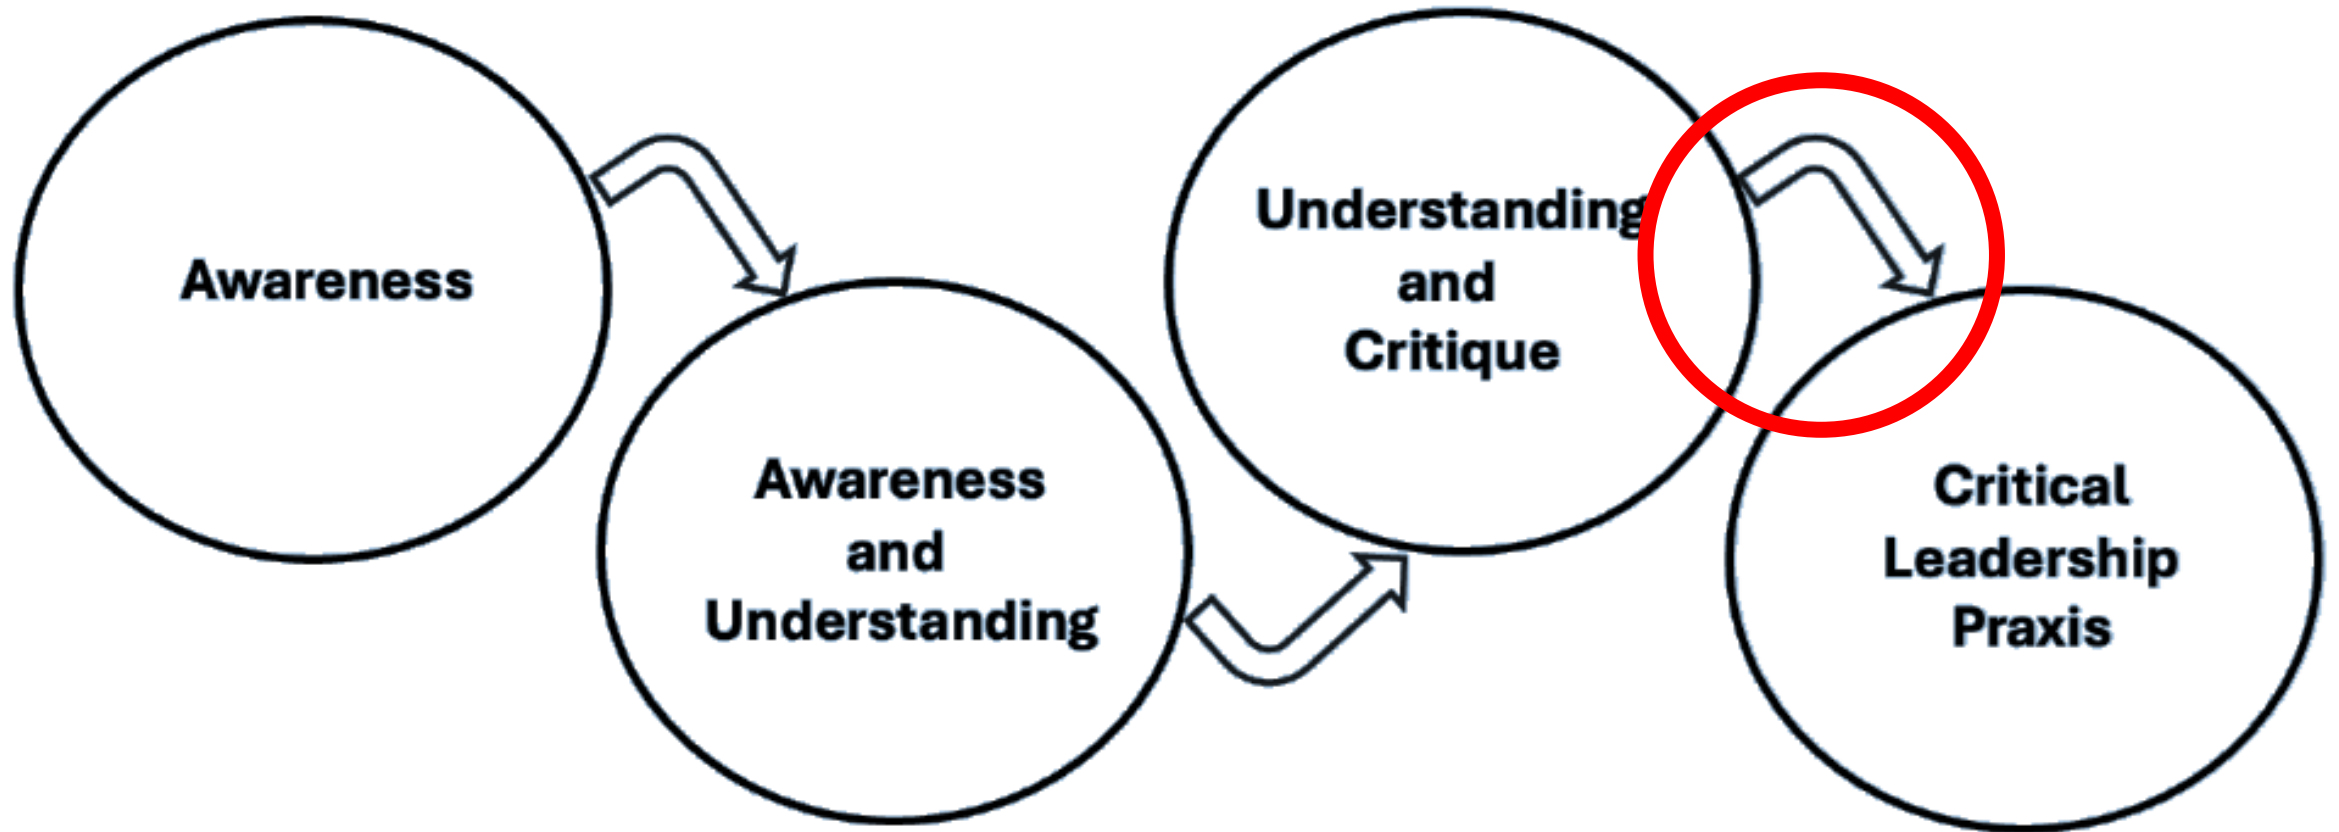 Awareness
Awareness
and
Understanding
Understanding
and
Critique
Critical
Leadership
Praxis